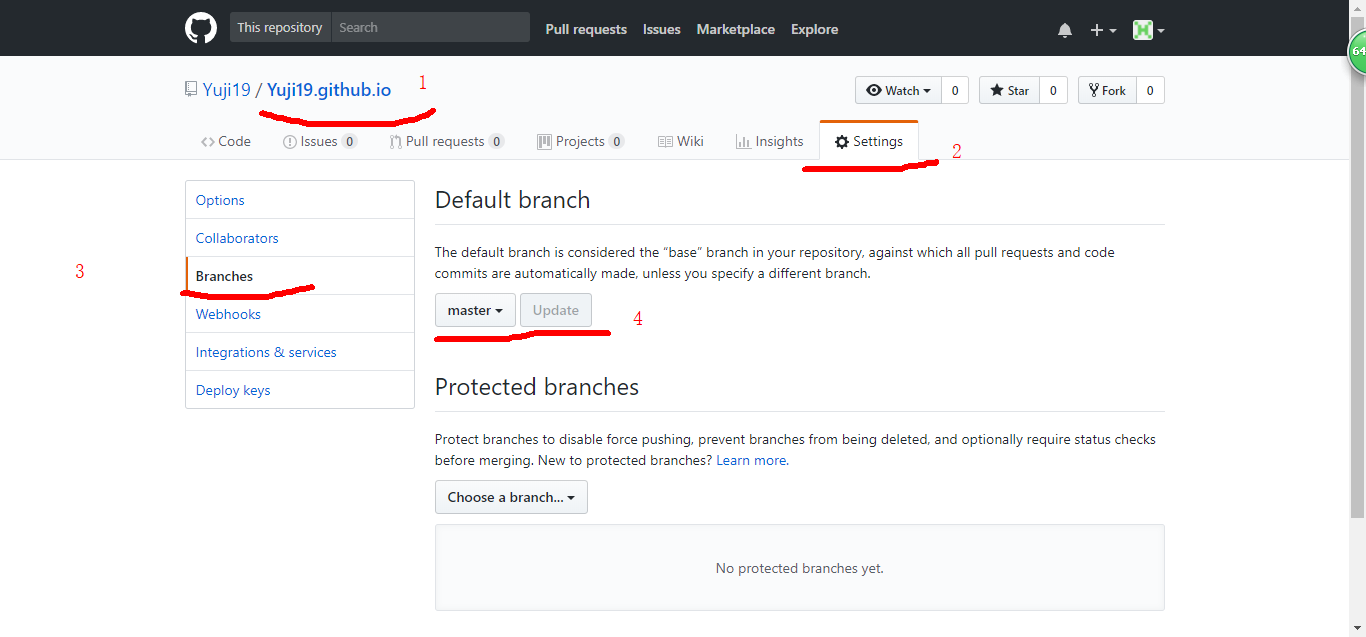 This repository Search Pull requests Issues Marketplace Explore
64
Yuji19 / Yuji19.github.io 1 Watch 0 Star 0 Fork 0
Code Issues 0 Pull requests 0 Projects 0 Wiki Insights Settings 2
Options
Collaborators
3 Branches
Webhooks
Integrations & services
Deploy keys
Default branch
The default branch is considered the “base” branch in your repository, against which all pull requests and code
commits are automatically made, unless you specify a different branch.
master Update 4
Protected branches
Protect branches to disable force pushing, prevent branches from being deleted, and optionally require status checks
before merging. New to protected branches? Learn more.
Choose a branch...
No protected branches yet.